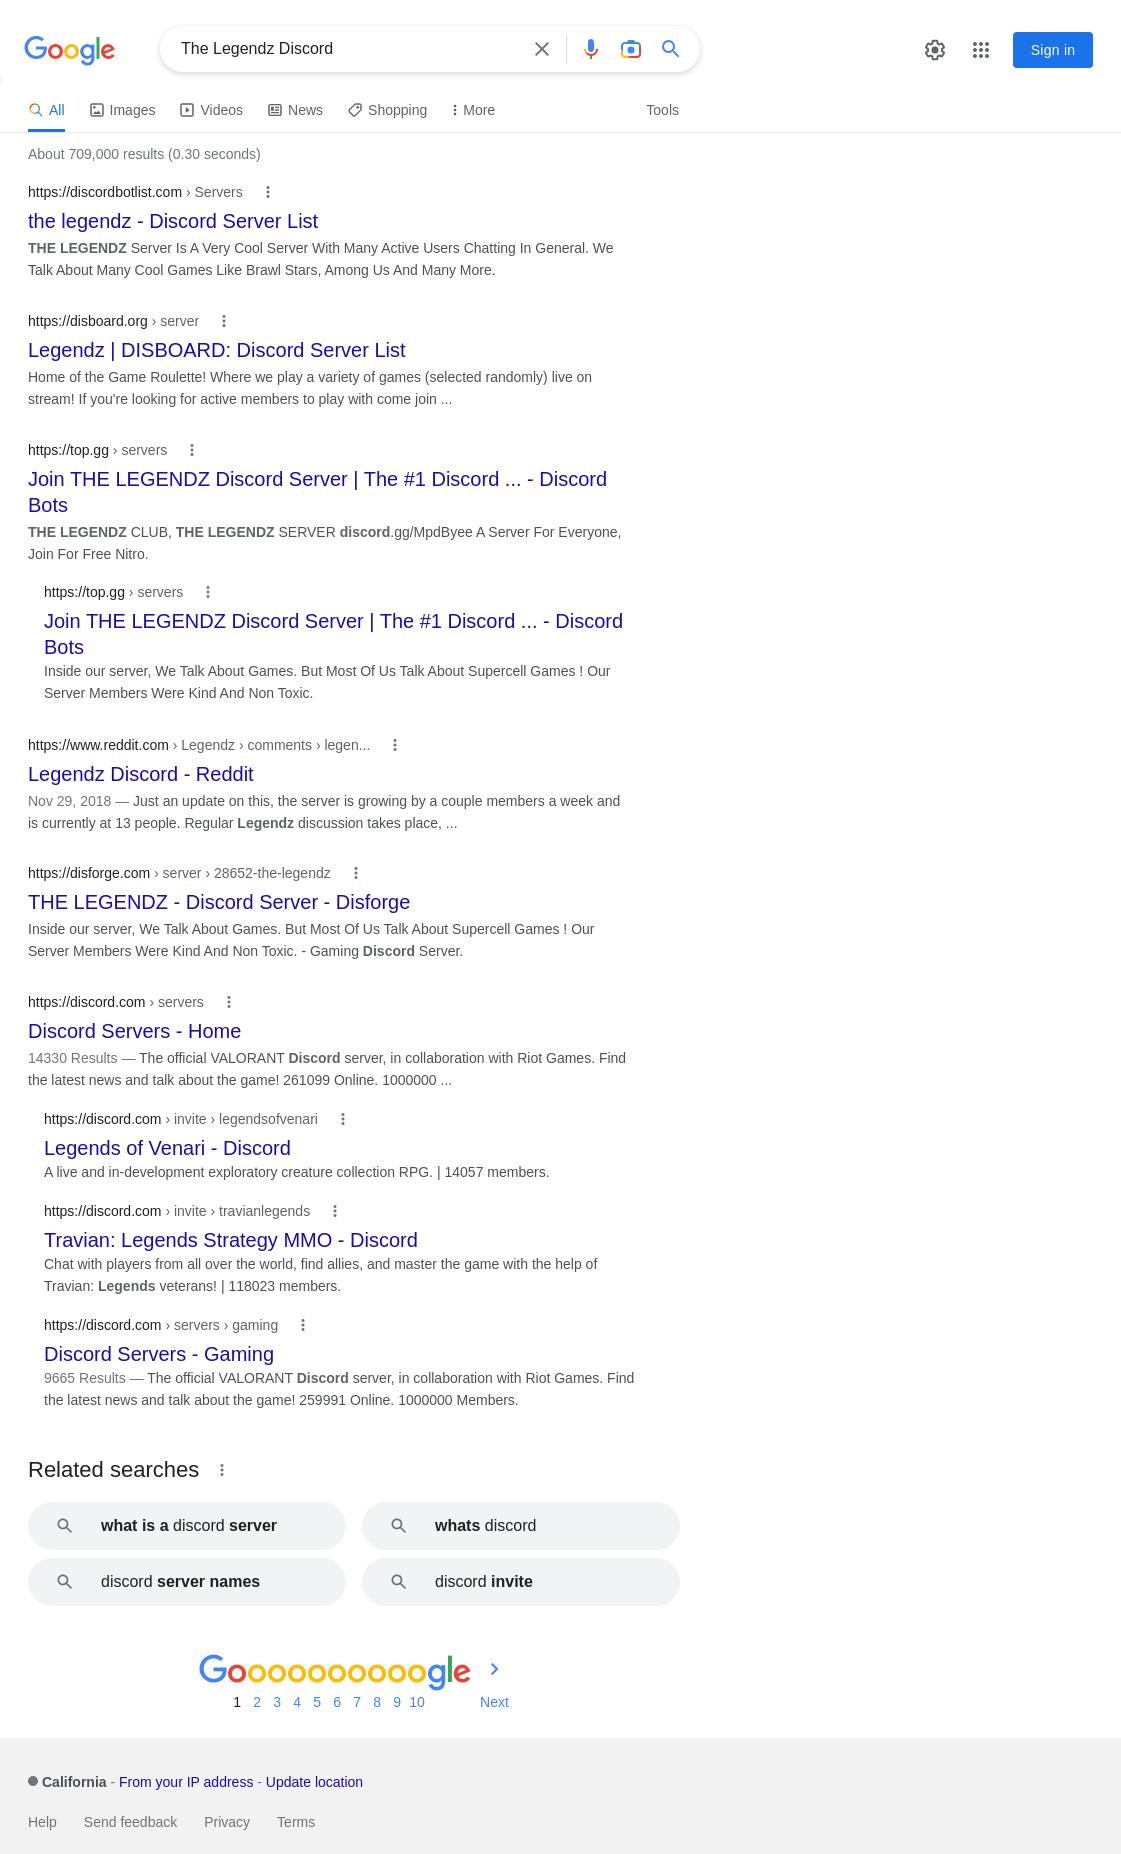 Google
The Legendz Discord
Sign in
All Images Videos News Shopping More Tools
About 709,000 results (0.30 seconds)
https://discordbotlist.com › Servers
the legendz - Discord Server List
THE LEGENDZ Server Is A Very Cool Server With Many Active Users Chatting In General. We
Talk About Many Cool Games Like Brawl Stars, Among Us And Many More.
https://disboard.org › server
Legendz | DISBOARD: Discord Server List
Home of the Game Roulette! Where we play a variety of games (selected randomly) live on
stream! If you're looking for active members to play with come join ...
https://top.gg › servers
Join THE LEGENDZ Discord Server | The #1 Discord ... - Discord
Bots
THE LEGENDZ CLUB, THE LEGENDZ SERVER discord.gg/MpdByee A Server For Everyone,
Join For Free Nitro.
https://top.gg › servers
Join THE LEGENDZ Discord Server | The #1 Discord ... - Discord
Bots
Inside our server, We Talk About Games. But Most Of Us Talk About Supercell Games ! Our
Server Members Were Kind And Non Toxic.
https://www.reddit.com › Legendz › comments › legen...
Legendz Discord - Reddit
Nov 29, 2018 — Just an update on this, the server is growing by a couple members a week and
is currently at 13 people. Regular Legendz discussion takes place, ...
https://disforge.com › server › 28652-the-legendz
THE LEGENDZ - Discord Server - Disforge
Inside our server, We Talk About Games. But Most Of Us Talk About Supercell Games ! Our
Server Members Were Kind And Non Toxic. - Gaming Discord Server.
https://discord.com › servers
Discord Servers - Home
14330 Results — The official VALORANT Discord server, in collaboration with Riot Games. Find
the latest news and talk about the game! 261099 Online. 1000000 ...
https://discord.com › invite › legendsofvenari
Legends of Venari - Discord
A live and in-development exploratory creature collection RPG. | 14057 members.
https://discord.com › invite › travianlegends
Travian: Legends Strategy MMO - Discord
Chat with players from all over the world, find allies, and master the game with the help of
Travian: Legends veterans! | 118023 members.
https://discord.com › servers › gaming
Discord Servers - Gaming
9665 Results — The official VALORANT Discord server, in collaboration with Riot Games. Find
the latest news and talk about the game! 259991 Online. 1000000 Members.
Related searches
what is a discord server
whats discord
discord server names
discord invite
Goooooooooogle
1 2 3 4 5 6 7 8 9 10 Next
California - From your IP address - Update location
Help Send feedback Privacy Terms